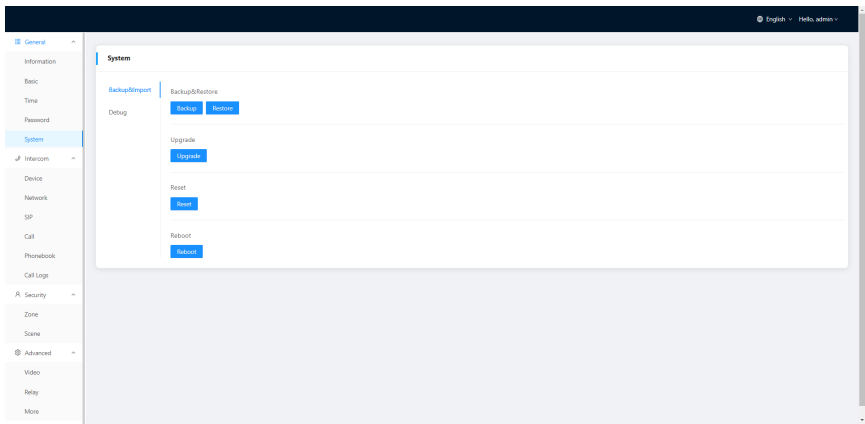 English Hello, admin
General
Information
Basic
Time
Password
System
Intercom
Device
Network
SIP
Call
Phonebook
Call Logs
Security
Zone
Scene
Advanced
Video
Relay
More
System
Backup&Import
Debug
Backup&Restore
Backup Restore
Upgrade
Upgrade
Reset
Reset
Reboot
Reboot